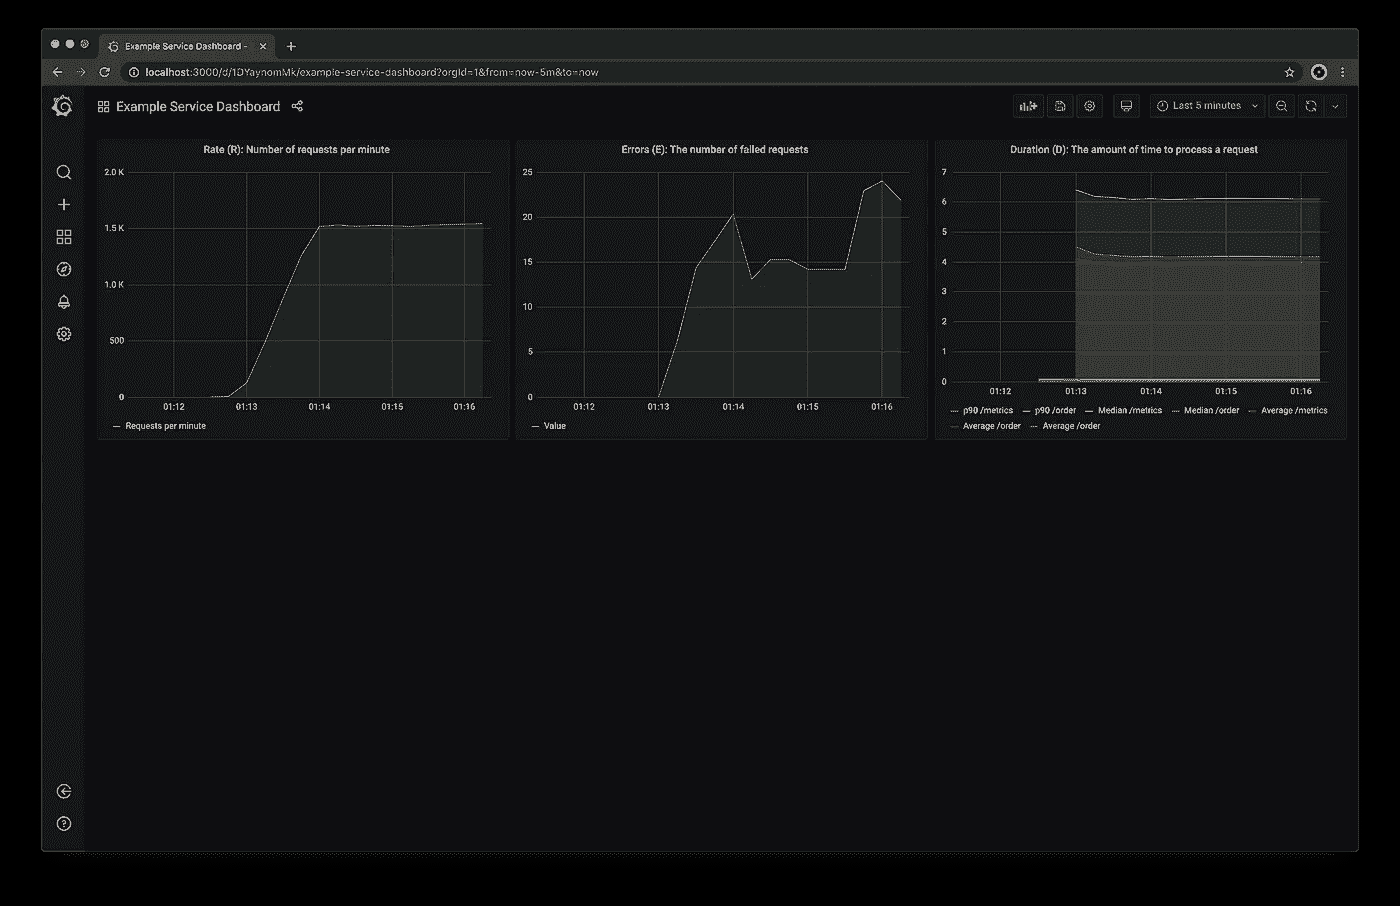 Example Service Dashboard -
localhost:3000/d/1DYaynomMk/example-service-dashboard?orgId=1&from=now-5m&to=now
Example Service Dashboard
Last 5 minutes
Rate (R): Number of requests per minute
2.0 K
1.5 K
1.0 K
500
0
01:12 01:13 01:14 01:15 01:16
Requests per minute
Errors (E): The number of failed requests
25
20
15
10
5
0
01:12 01:13 01:14 01:15 01:16
Value
Duration (D): The amount of time to process a request
7
6
5
4
3
2
1
0
01:12 01:13 01:14 01:15 01:16
p90 /metrics p90 /order Median /metrics Median /order Average /metrics
Average /order Average /order